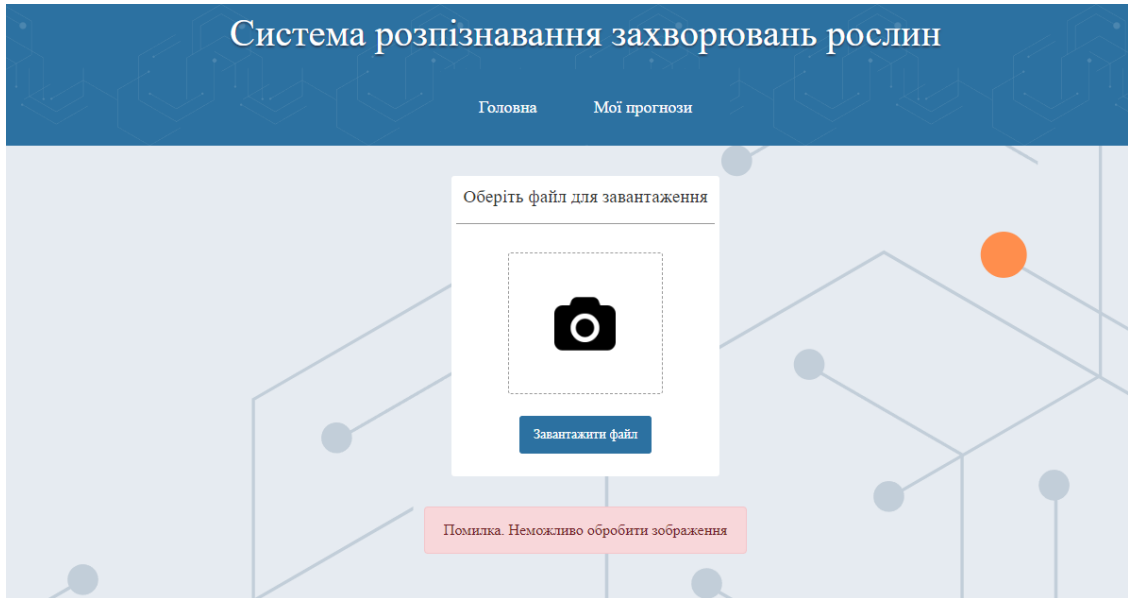 Система розпізнавання захворювань рослин
Головна Мої прогнози
Оберіть файл для завантаження
Завантажити файл
Помилка. Неможливо обробити зображення